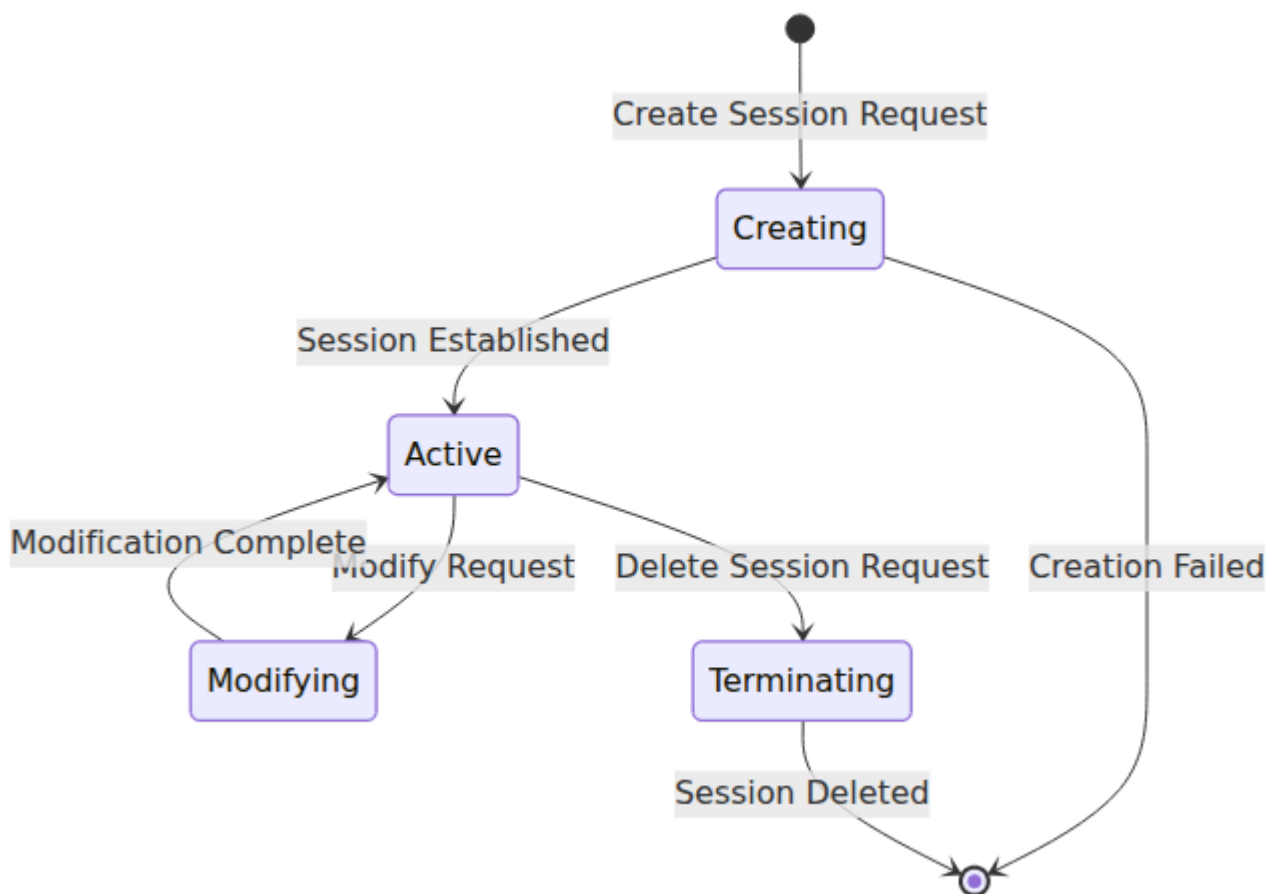 Create Session Request
Creating
Session Established
Active
Modification Complete
Modify Request
Delete Session Request
Creation Failed
Modifying
Terminating
Session Deleted